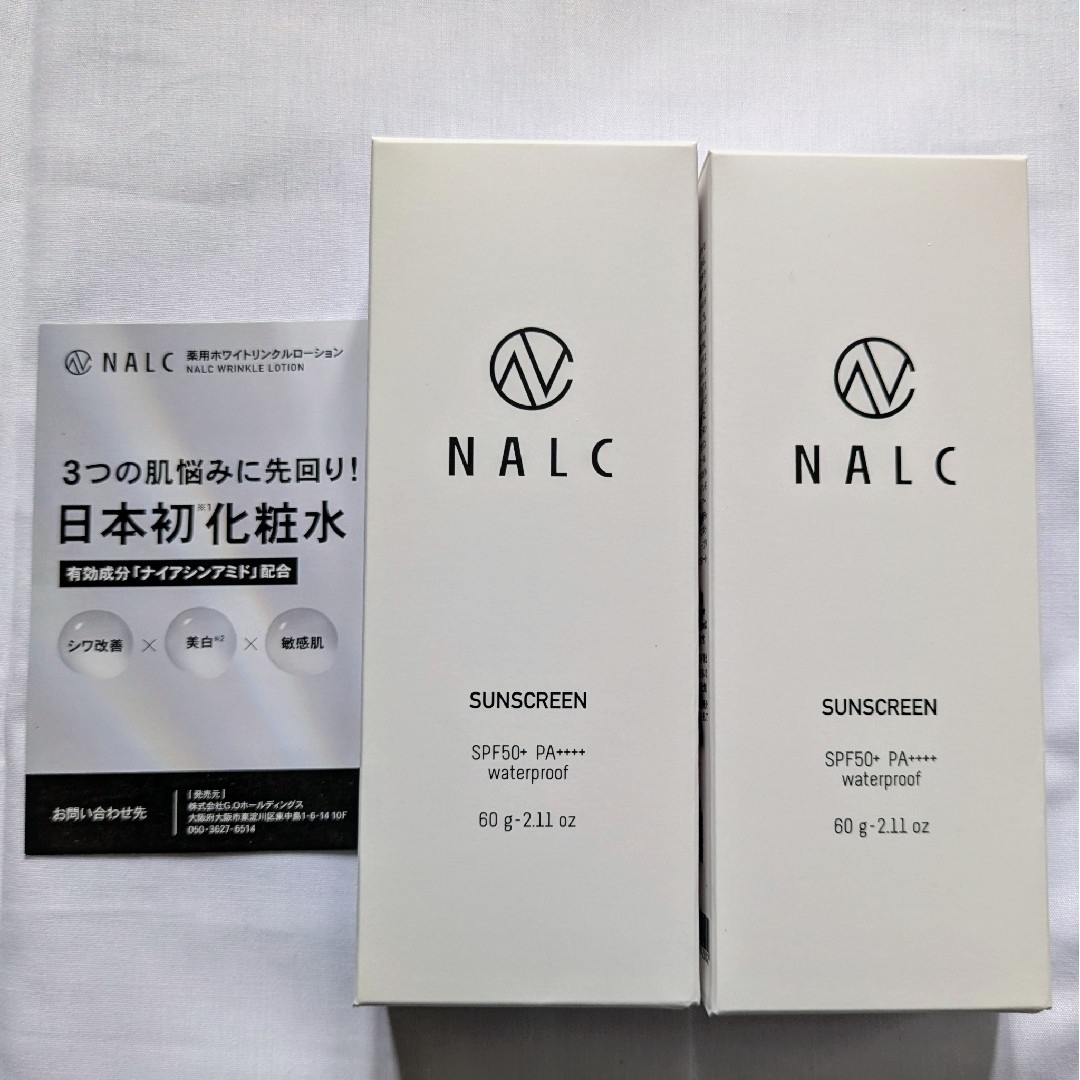 NALC 薬用ホワイトリンクルローション
NALC WRINKLE LOTION
3つの肌悩みに先回り!
日本初※1化粧水
有効成分「ナイアシンアミド」配合
シワ改善 × 美白※2 × 敏感肌
お問い合わせ先
[発売元]
株式会社G.Oホールディングス
大阪府大阪市東淀川区東中島1-6-14 10F
050-3627-6514
NALC
SUNSCREEN
SPF50+ PA++++
waterproof
60 g-2.11 oz
NALC
SUNSCREEN
SPF50+ PA++++
waterproof
60 g-2.11 oz